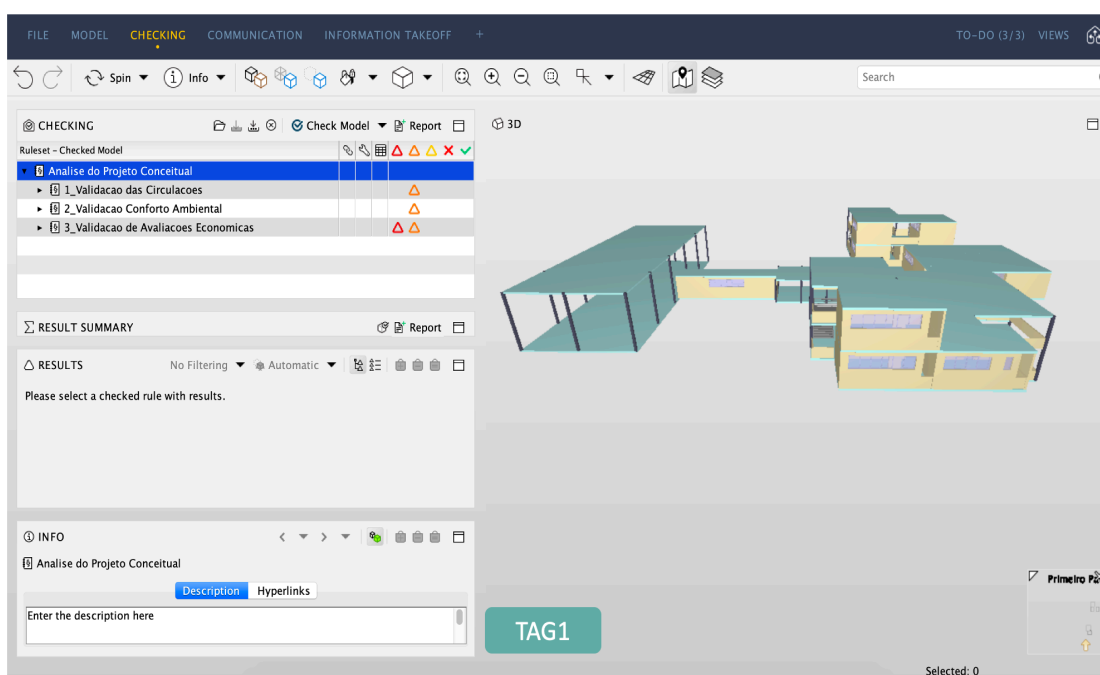 FILE MODEL CHECKING COMMUNICATION INFORMATION TAKEOFF + TO-DO (3/3) VIEWS
Spin Info Search
CHECKING Check Model Report
3D
Ruleset - Checked Model
Analise do Projeto Conceitual
1_Validacao das Circulacoes
2_Validacao Conforto Ambiental
3_Validacao de Avaliacoes Economicas
RESULT SUMMARY Report
RESULTS No Filtering Automatic
Please select a checked rule with results.
INFO
Analise do Projeto Conceitual
Description Hyperlinks
Enter the description here
TAG1
Primeiro
Selected: 0